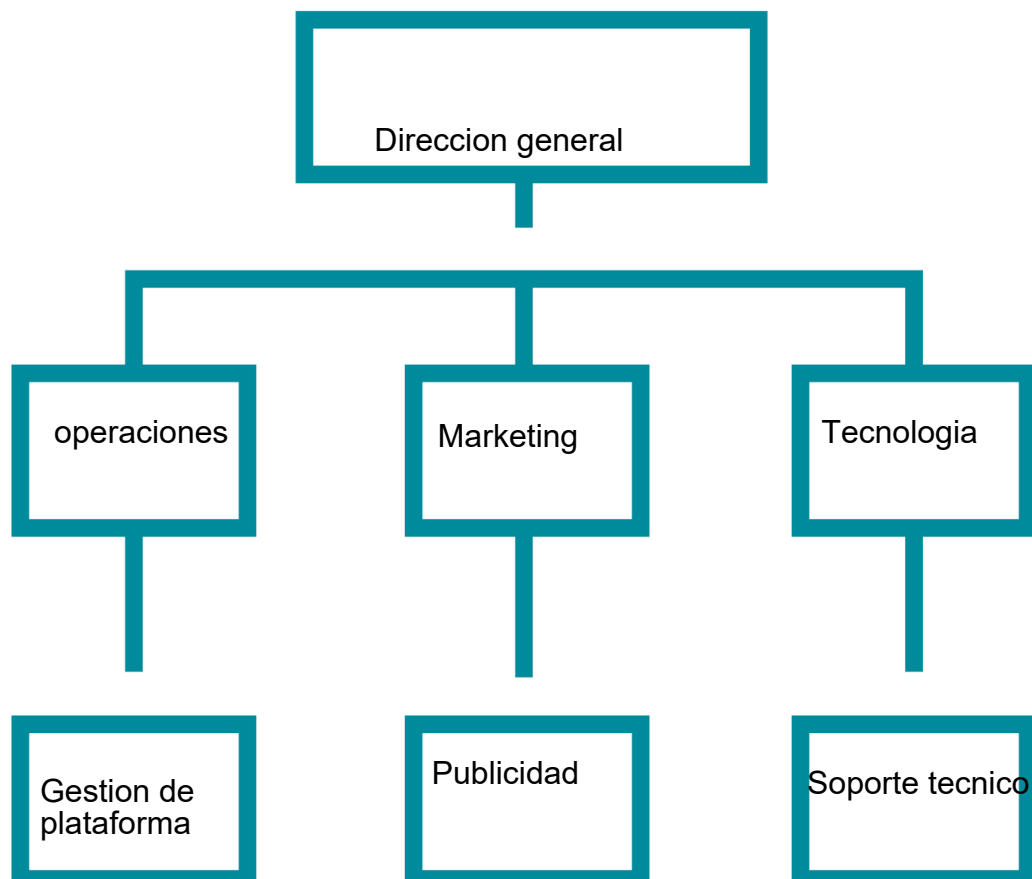 Direccion general
operaciones
Marketing
Tecnologia
Gestion de
plataforma
Publicidad
Soporte tecnico